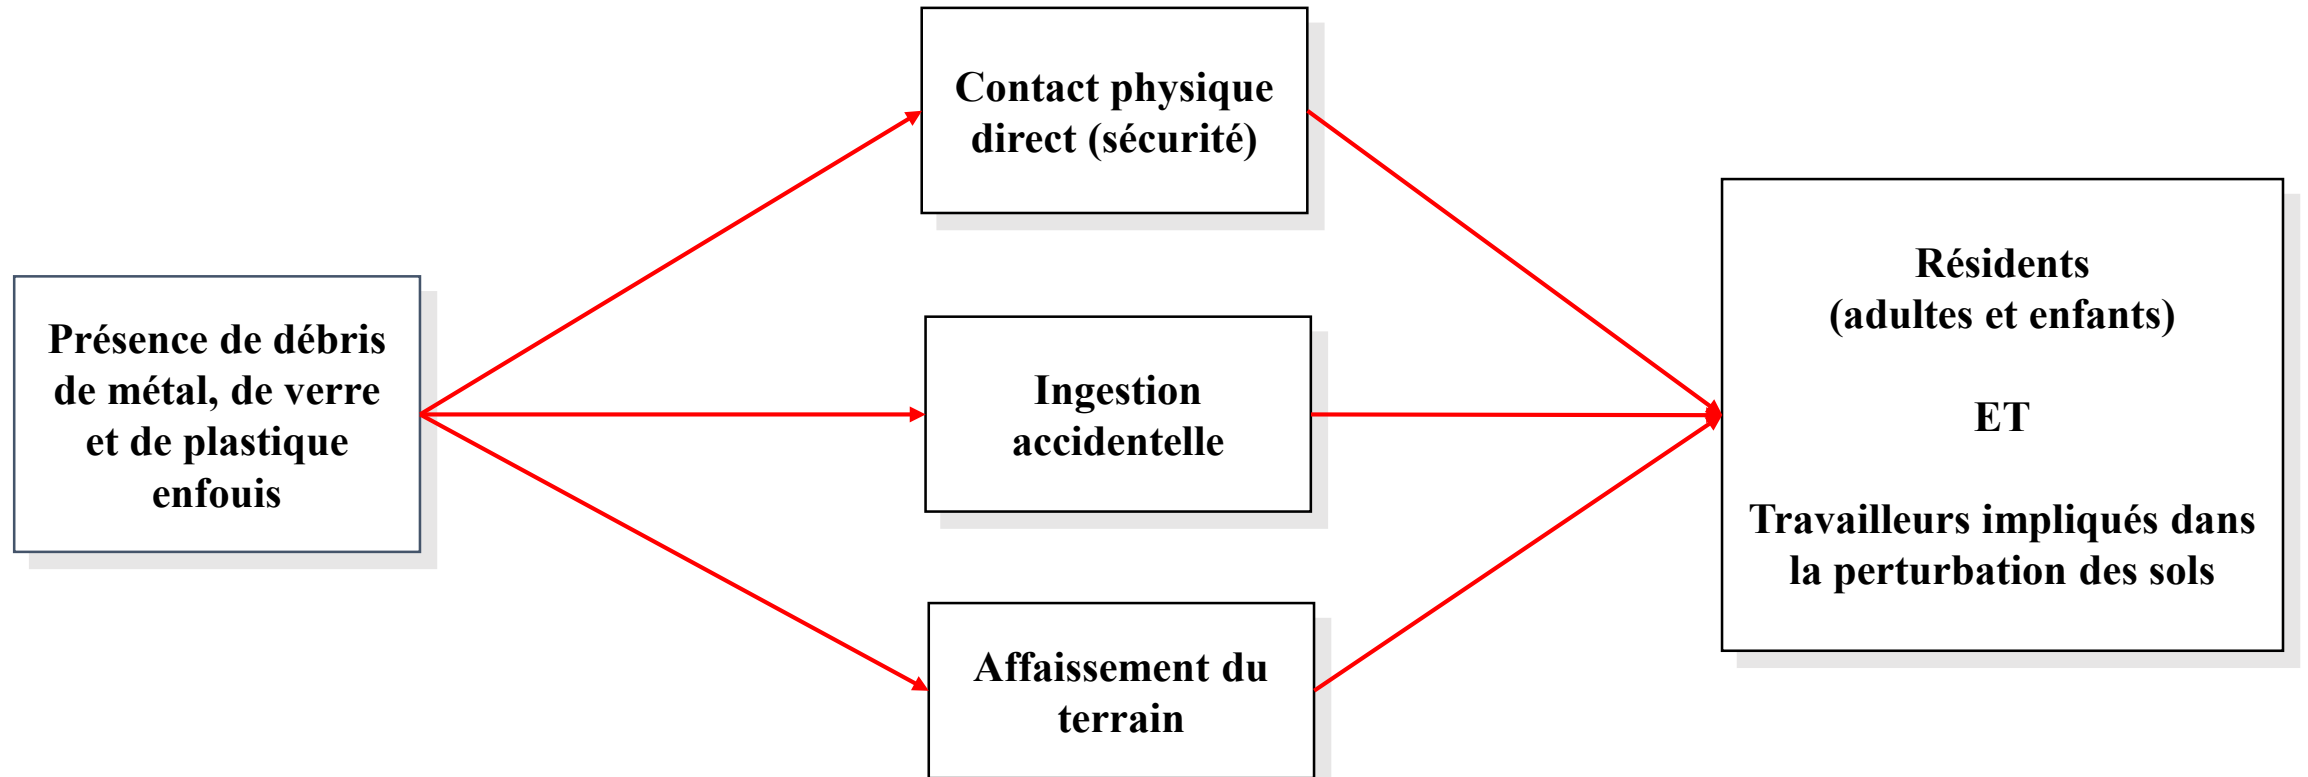 Présence de débris
de métal, de verre
et de plastique
enfouis
Contact physique
direct (sécurité)
Ingestion
accidentelle
Affaissement du
terrain
Résidents
(adultes et enfants)
ET
Travailleurs impliqués dans
la perturbation des sols